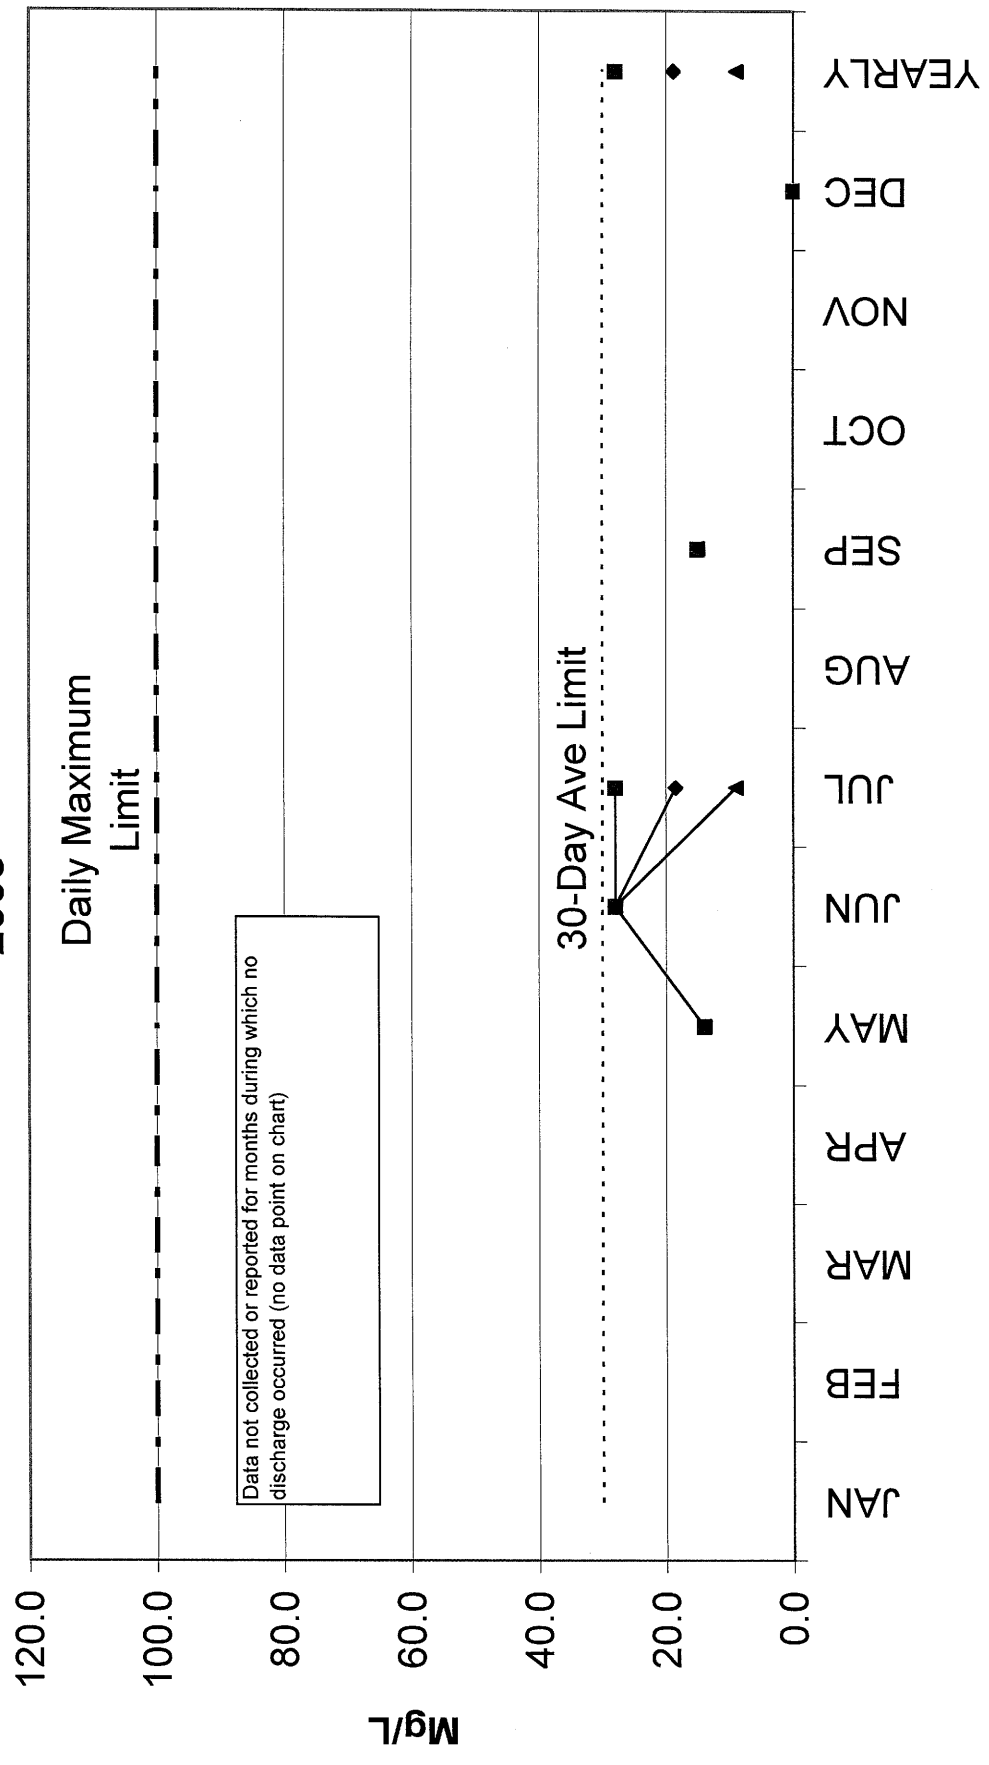 Daily Maximum
Limit
Data not collected or reported for months during which no
discharge occurred (no data point on chart)
30-Day Ave Limit
Mg/L
120.0
100.0
80.0
60.0
40.0
20.0
0.0
JAN
FEB
MAR
APR
MAY
JUN
JUL
AUG
SEP
OCT
NOV
DEC
YEARLY